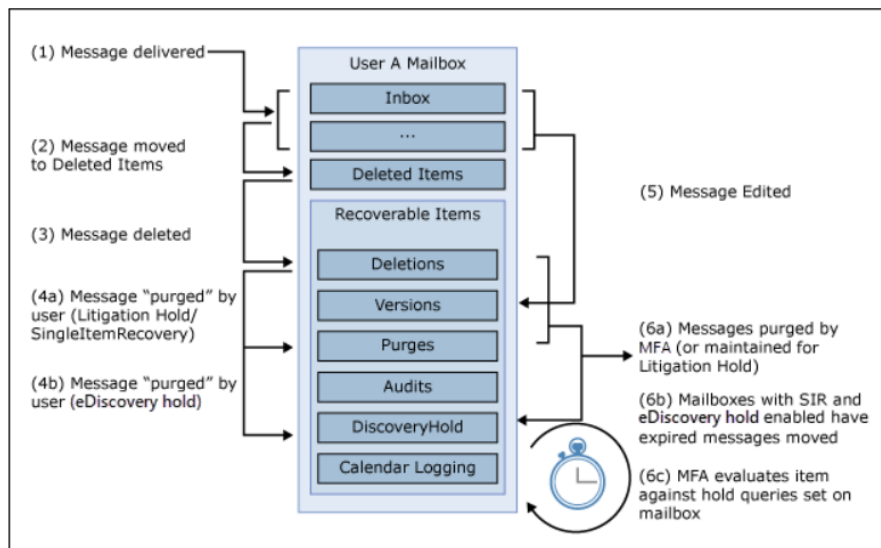 (1) Message delivered
(2) Message moved
to Deleted Items
(3) Message deleted
(4a) Message “purged” by
user (Litigation Hold/
SingleItemRecovery)
(4b) Message “purged” by
user (eDiscovery hold)
User A Mailbox
Inbox
...
Deleted Items
Recoverable Items
Deletions
Versions
Purges
Audits
DiscoveryHold
Calendar Logging
(5) Message Edited
(6a) Messages purged by
MFA (or maintained for
Litigation Hold)
(6b) Mailboxes with SIR and
eDiscovery hold enabled have
expired messages moved
(6c) MFA evaluates item
against hold queries set on
mailbox